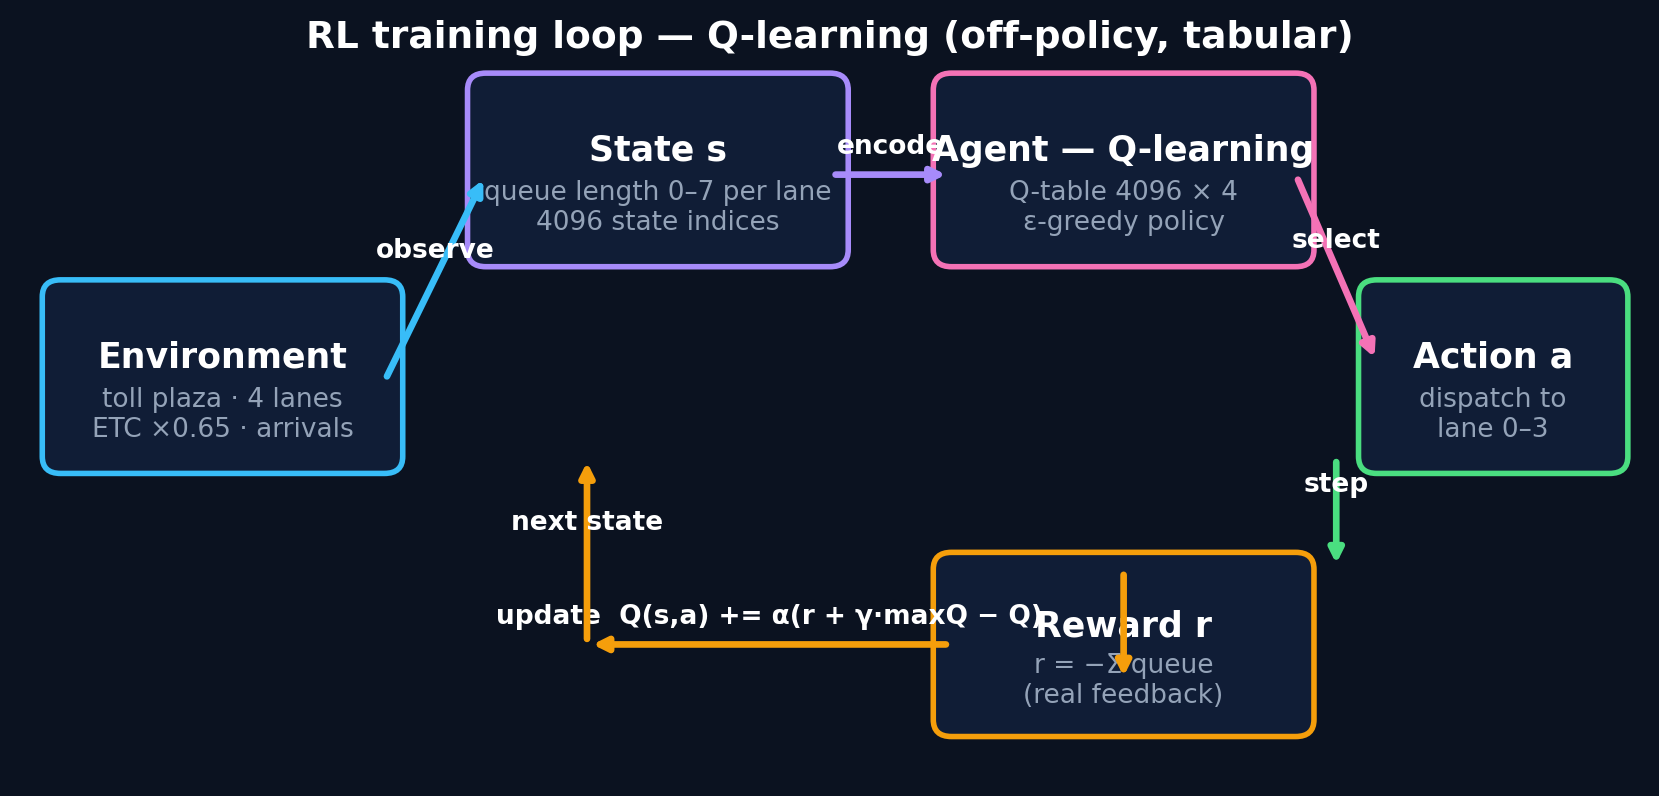 RL training loop — Q-learning (off-policy, tabular)
State s
queue length 0–7 per lane
4096 state indices
encode
Agent — Q-learning
Q-table 4096 × 4
ε-greedy policy
observe
select
Environment
toll plaza · 4 lanes
ETC ×0.65 · arrivals
Action a
dispatch to
lane 0–3
step
next state
update  Q(s,a) += α(r + γ·maxQ − Q)
Reward r
r = −Σ queue
(real feedback)